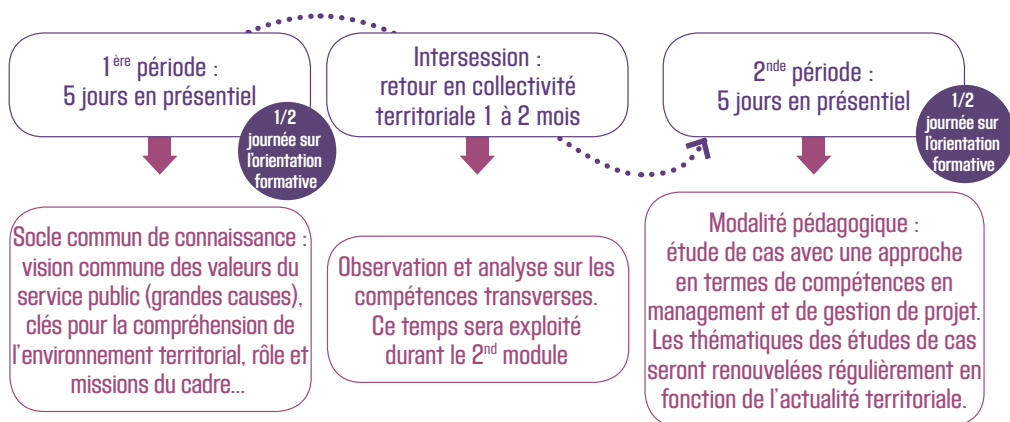 1ère période :
5 jours en présentiel
1/2
journée sur
l'orientation
formative
Socle commun de connaissance :
vision commune des valeurs du
service public (grandes causes),
clés pour la compréhension de
l'environnement territorial, rôle et
missions du cadre...
Intersession :
retour en collectivité
territoriale 1 à 2 mois
Observation et analyse sur les
compétences transverses.
Ce temps sera exploité
durant le 2nd module
2nde période :
5 jours en présentiel
1/2
journée sur
l'orientation
formative
Modalité pédagogique :
étude de cas avec une approche
en termes de compétences en
management et de gestion de projet.
Les thématiques des études de cas
seront renouvelées régulièrement en
fonction de l'actualité territoriale.